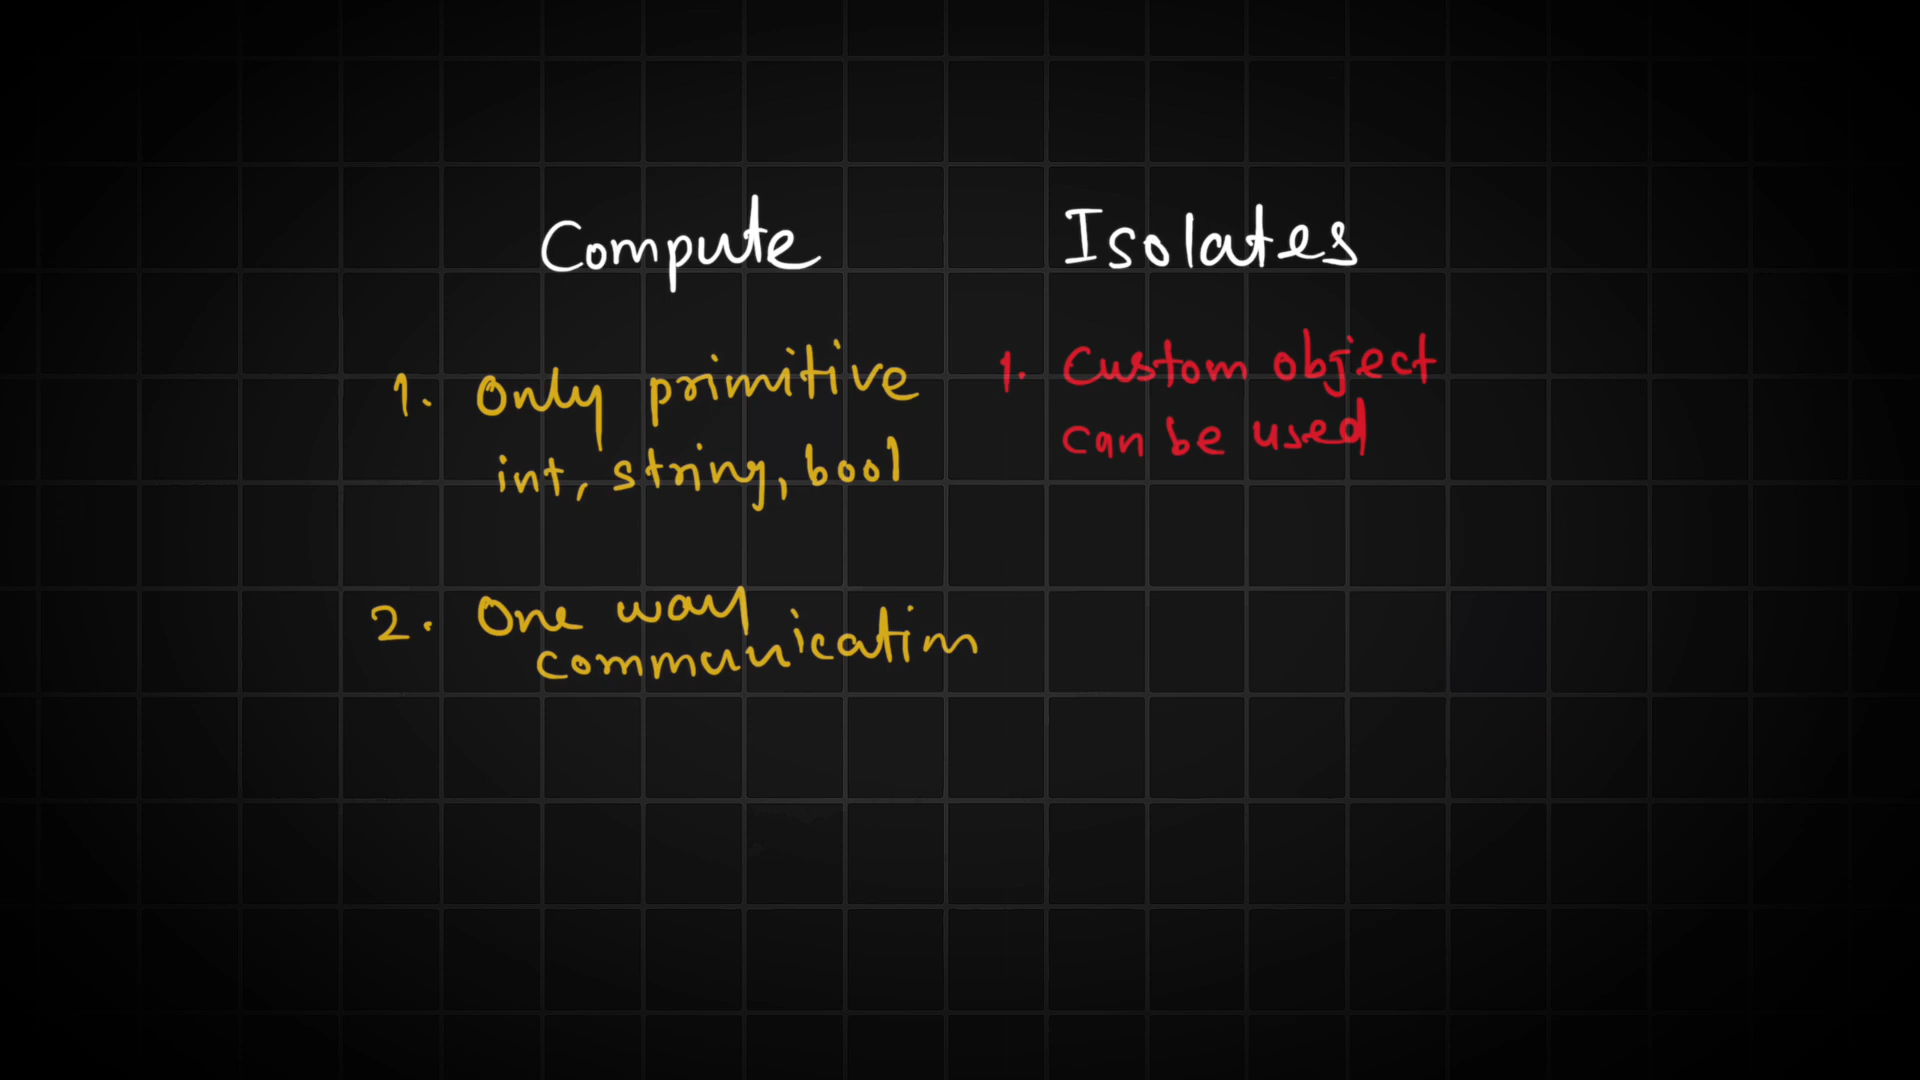 Compute
1. Only primitive
int, string, bool
2. One way
communication
Isolates
1. Custom object
can be used